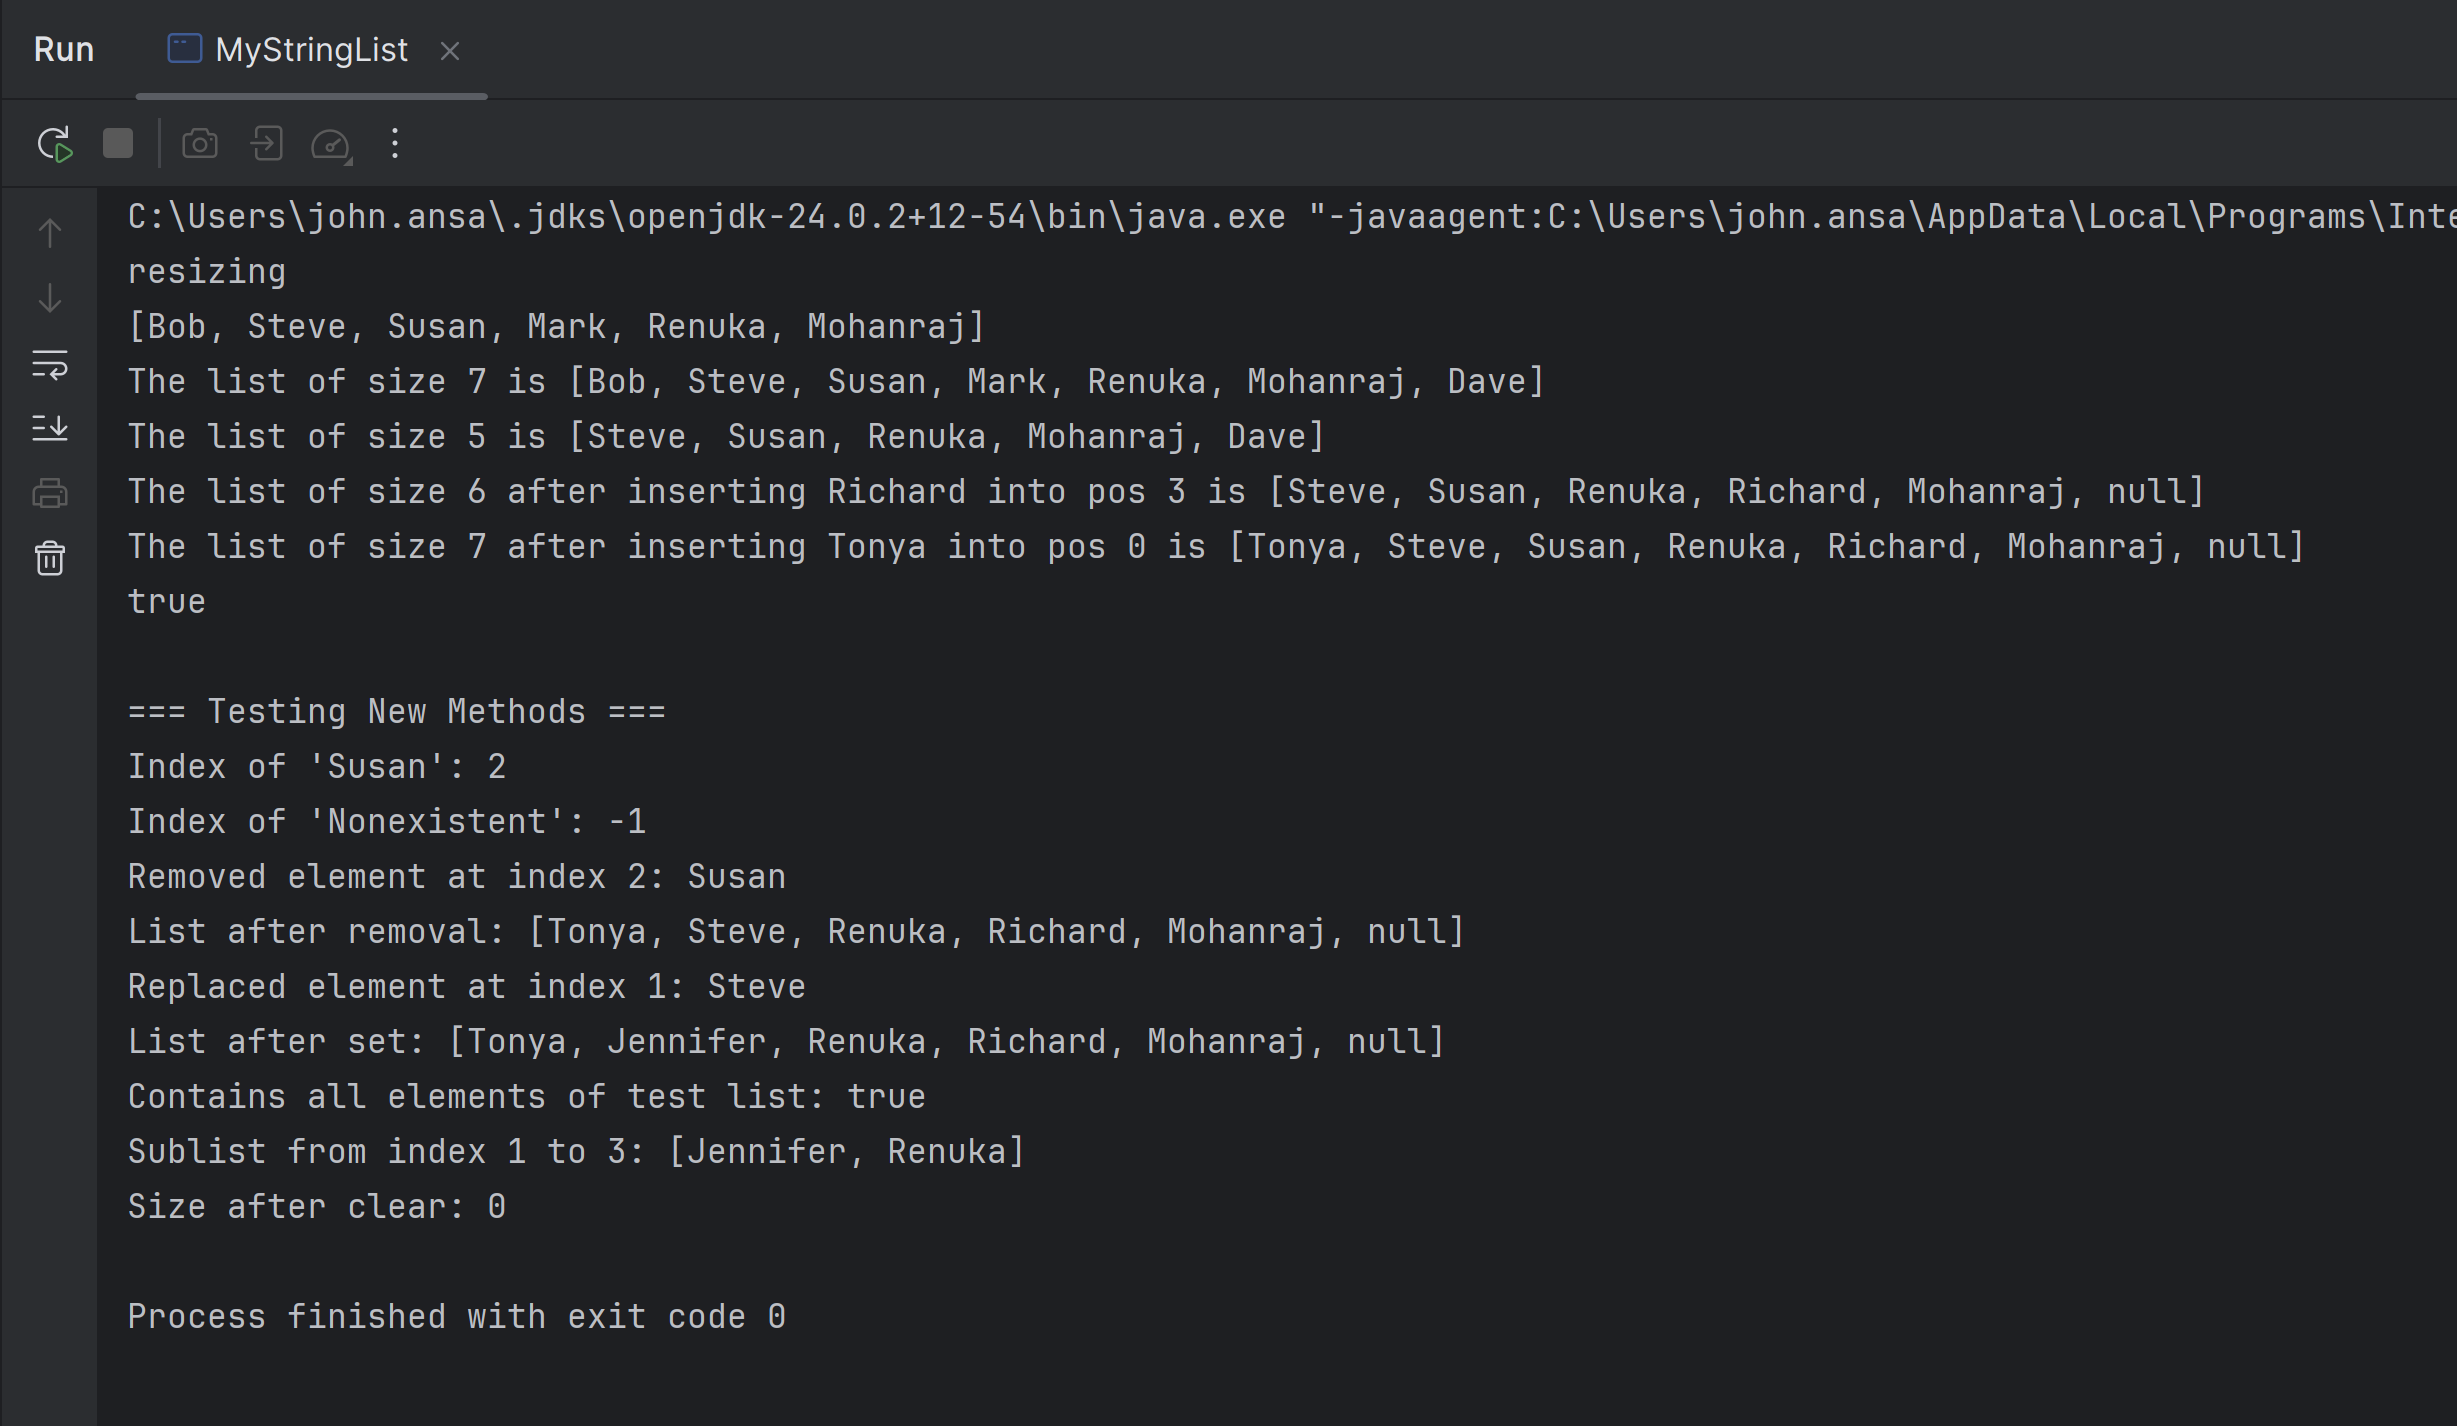 Run MyStringList
C:\Users\john.ansa\.jdks\openjdk-24.0.2+12-54\bin\java.exe "-javaagent:C:\Users\john.ansa\AppData\Local\Programs\Inte
resizing
[Bob, Steve, Susan, Mark, Renuka, Mohanraj]
The list of size 7 is [Bob, Steve, Susan, Mark, Renuka, Mohanraj, Dave]
The list of size 5 is [Steve, Susan, Renuka, Mohanraj, Dave]
The list of size 6 after inserting Richard into pos 3 is [Steve, Susan, Renuka, Richard, Mohanraj, null]
The list of size 7 after inserting Tonya into pos 0 is [Tonya, Steve, Susan, Renuka, Richard, Mohanraj, null]
true
=== Testing New Methods ===
Index of 'Susan': 2
Index of 'Nonexistent': -1
Removed element at index 2: Susan
List after removal: [Tonya, Steve, Renuka, Richard, Mohanraj, null]
Replaced element at index 1: Steve
List after set: [Tonya, Jennifer, Renuka, Richard, Mohanraj, null]
Contains all elements of test list: true
Sublist from index 1 to 3: [Jennifer, Renuka]
Size after clear: 0
Process finished with exit code 0